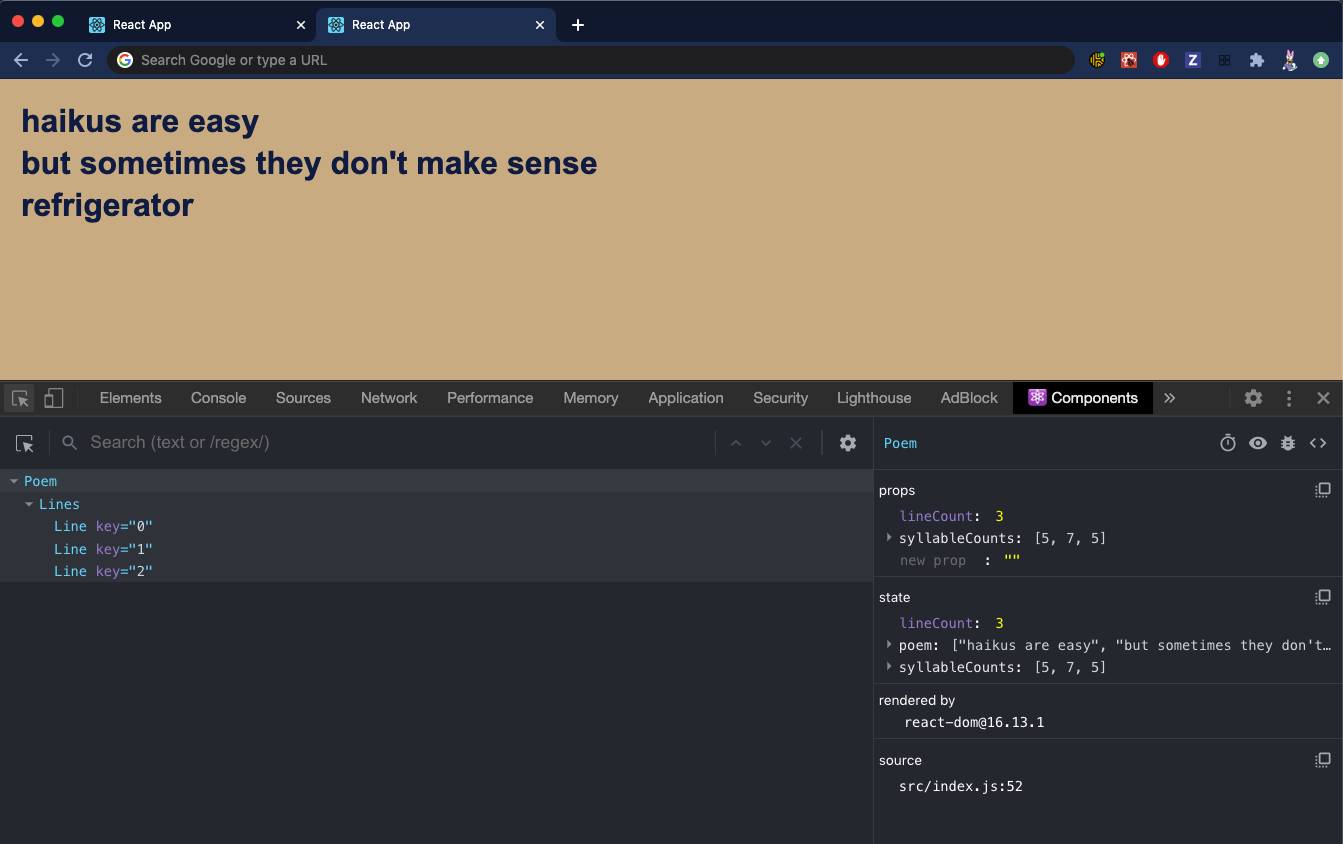 React App
React App
Search Google or type a URL
Z
haikus are easy
but sometimes they don't make sense
refrigerator
Elements Console Sources Network Performance Memory Application Security Lighthouse AdBlock Components »
Search (text or /regex/)
Poem
Lines
Line key="0"
Line key="1"
Line key="2"
Poem
props
lineCount: 3
syllableCounts: [5, 7, 5]
new prop : ""
state
lineCount: 3
poem: ["haikus are easy", "but sometimes they don't…
syllableCounts: [5, 7, 5]
rendered by
react-dom@16.13.1
source
src/index.js:52